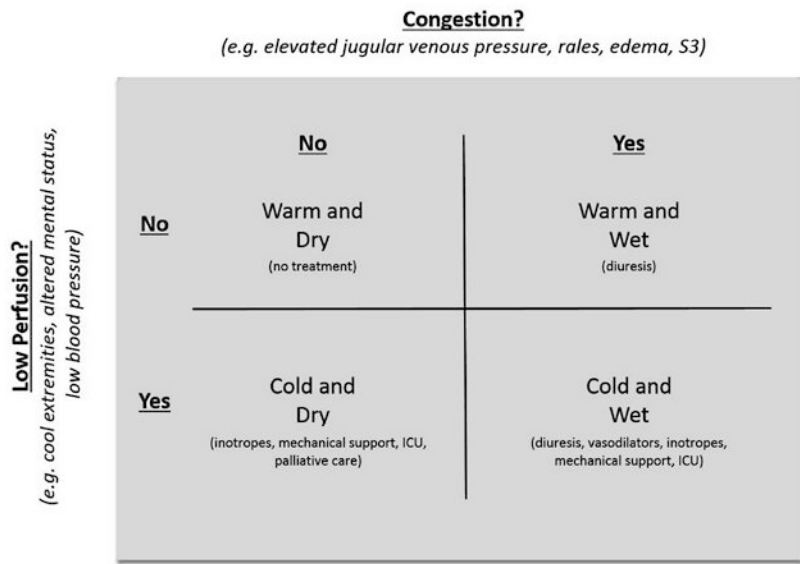 Congestion?
(e.g. elevated jugular venous pressure, rales, edema, S3)
Low Perfusion?
(e.g. cool extremities, altered mental status,
low blood pressure)
No
Yes
No
Warm and
Dry
(no treatment)
Warm and
Wet
(diuresis)
Yes
Cold and
Dry
(inotropes, mechanical support, ICU,
palliative care)
Cold and
Wet
(diuresis, vasodilators, inotropes,
mechanical support, ICU)